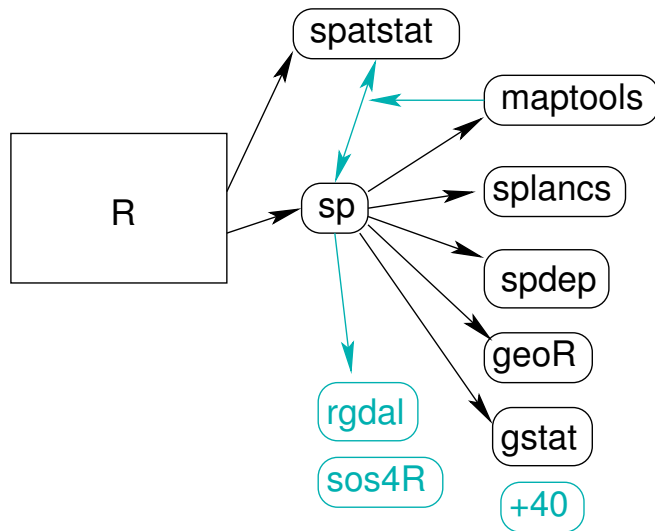 spatstat
maptools
R
sp
splancs
spdep
geoR
rgdal
gstat
sos4R
+40